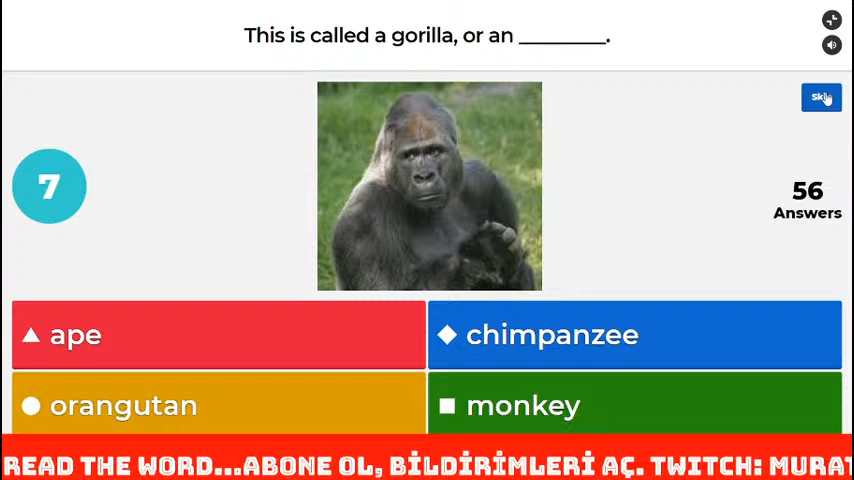 This is called a gorilla, or an ________.
7
56
Answers
ape
chimpanzee
orangutan
monkey
READ THE WORD...ABONE OL, BİLDİRİMLERİ AÇ. TWITCH: MURAT